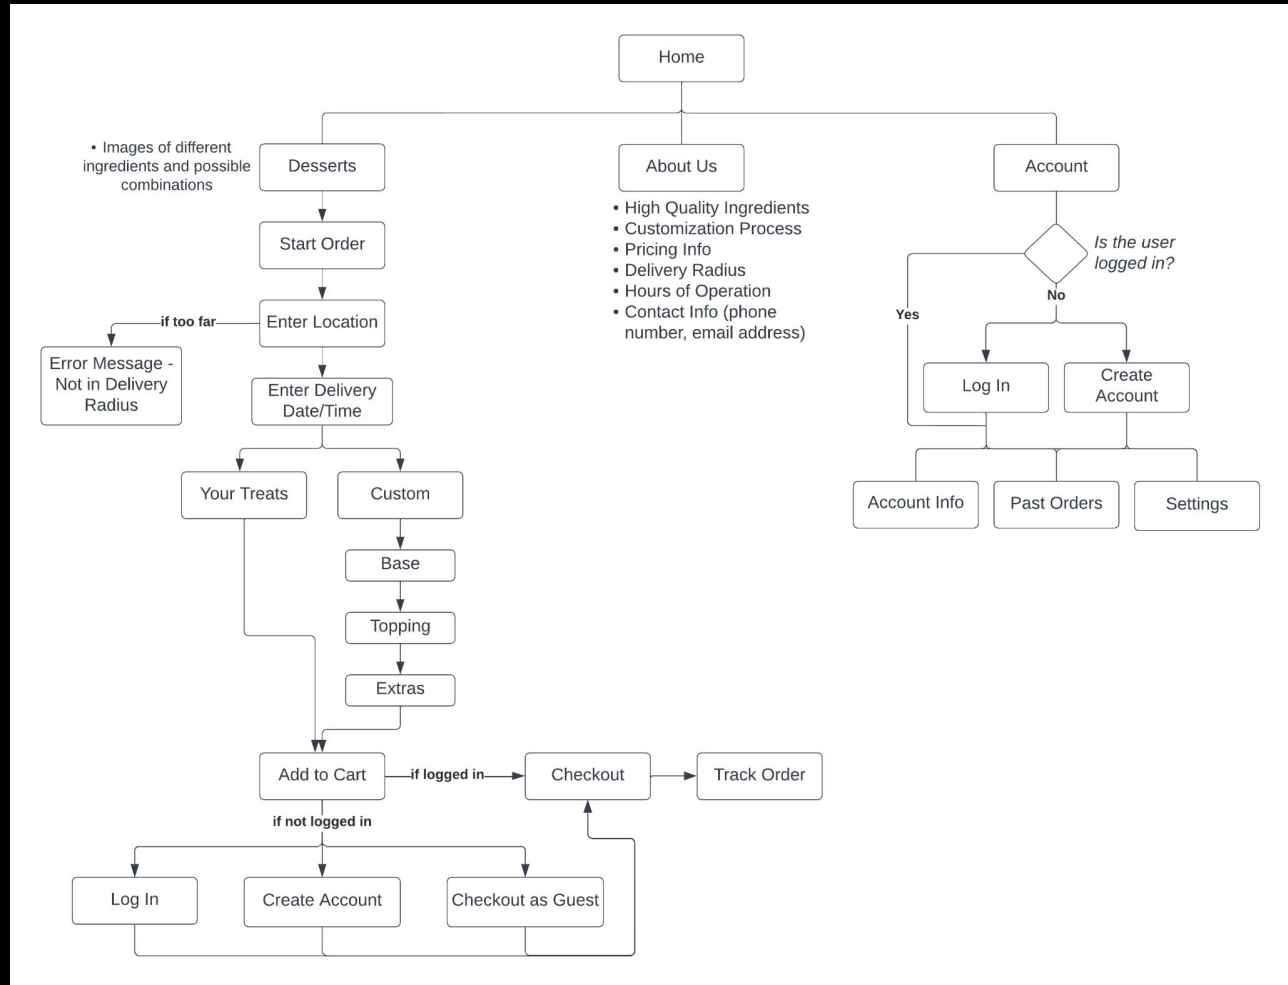 Home
• Images of different
ingredients and possible
combinations
Desserts
About Us
Account
• High Quality Ingredients
• Customization Process
• Pricing Info
• Delivery Radius
• Hours of Operation
• Contact Info (phone
number, email address)
Start Order
Is the user
logged in?
No
Yes
if too far
Enter Location
Error Message -
Not in Delivery
Radius
Enter Delivery
Date/Time
Log In
Create
Account
Your Treats
Custom
Account Info
Past Orders
Settings
Base
Topping
Extras
Add to Cart
if logged in
Checkout
Track Order
if not logged in
Log In
Create Account
Checkout as Guest